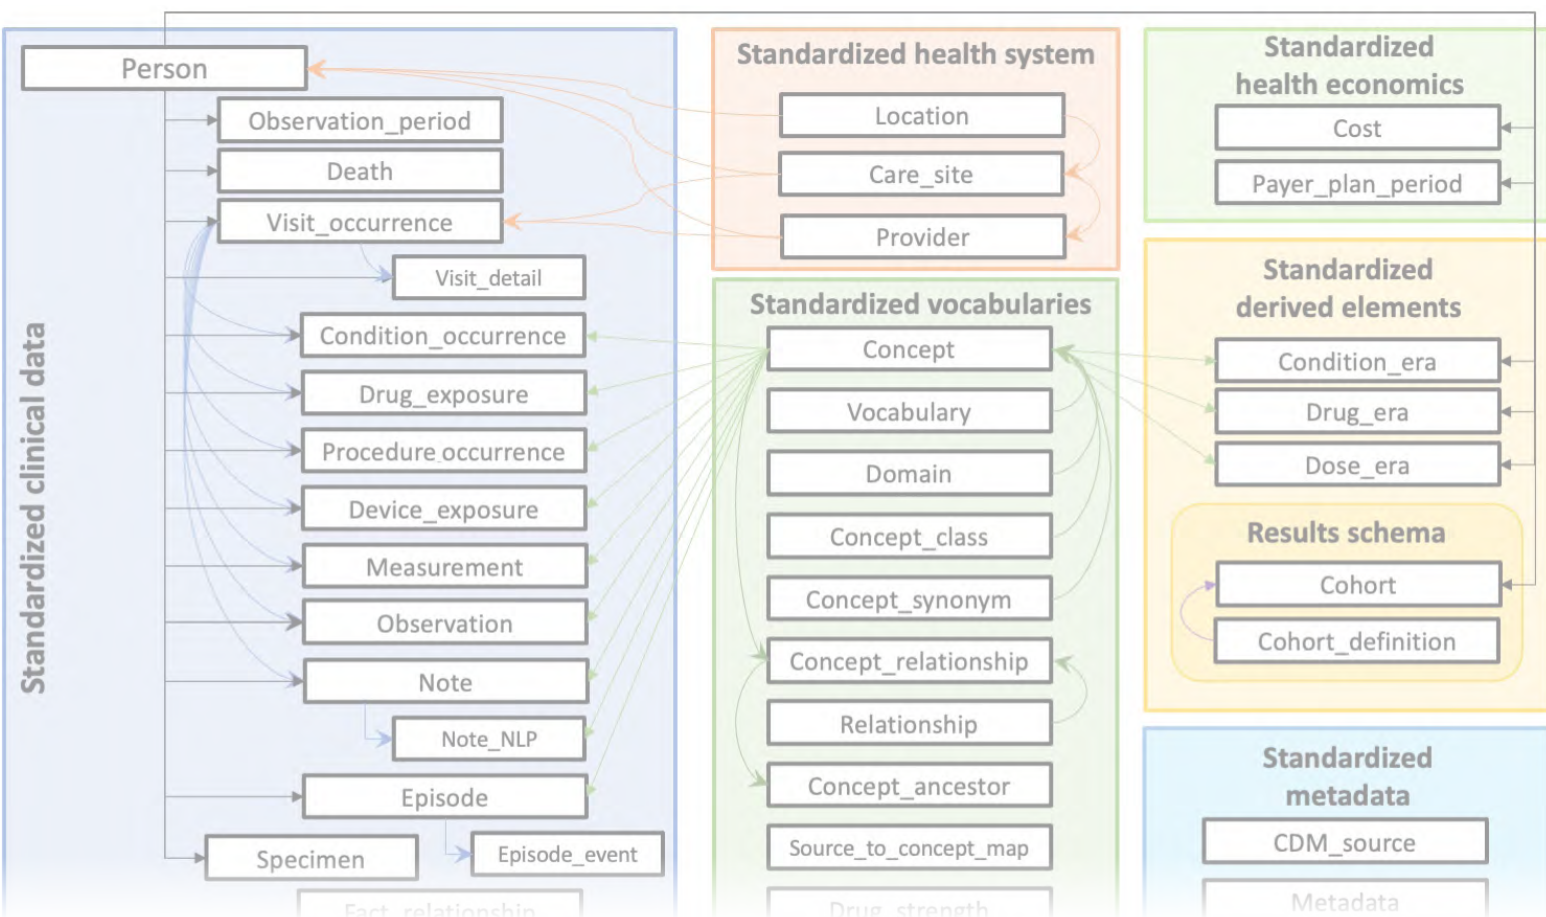 Standardized clinical data
Person
Observation_period
Death
Visit_occurrence
Visit_detail
Condition_occurrence
Drug_exposure
Procedure_occurrence
Device_exposure
Measurement
Observation
Note
Note_NLP
Episode
Episode_event
Specimen
Fact_relationship
Standardized health system
Location
Care_site
Provider
Standardized vocabularies
Concept
Vocabulary
Domain
Concept_class
Concept_synonym
Concept_relationship
Relationship
Concept_ancestor
Source_to_concept_map
Drug_strength
Standardized
health economics
Cost
Payer_plan_period
Standardized
derived elements
Condition_era
Drug_era
Dose_era
Results schema
Cohort
Cohort_definition
Standardized
metadata
CDM_source
Metadata